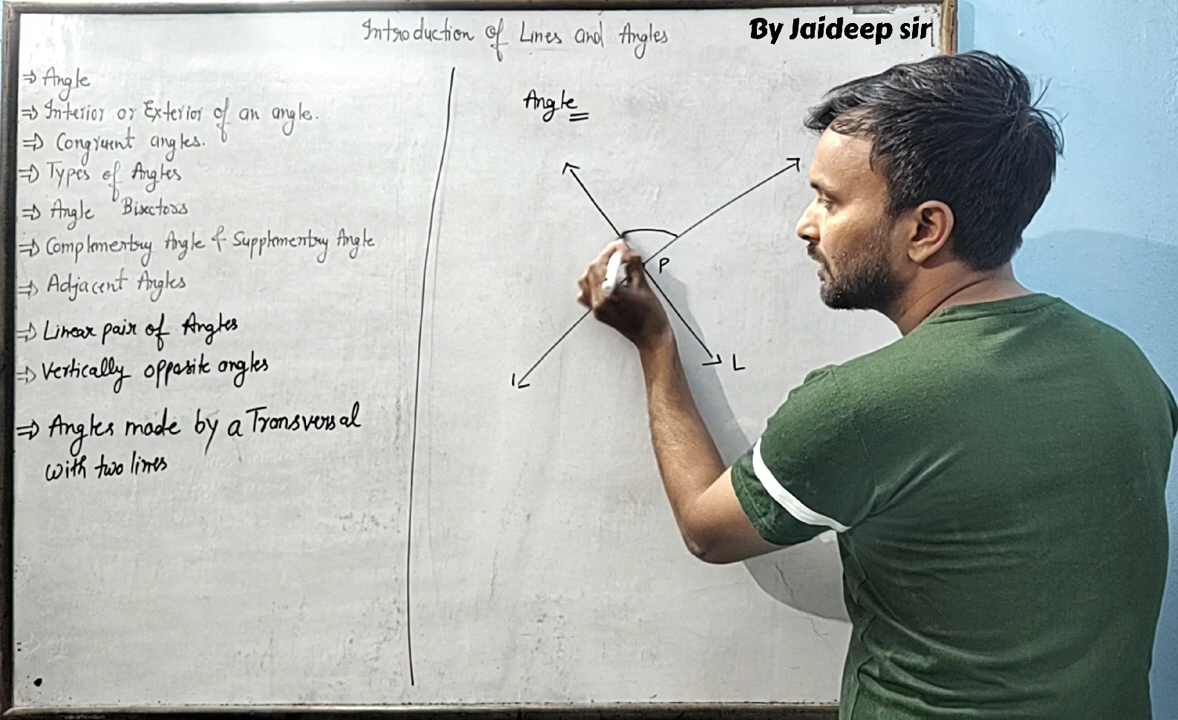 Introduction of Lines and Angles
By Jaideep sir
⇒ Angle
⇒ Interior or Exterior of an angle.
⇒ Congruent angles.
⇒ Types of Angles
⇒ Angle Bisectors
⇒ Complmentry Angle & Supplmentry Angle
⇒ Adjacent Angles
⇒ Linear pair of Angles
⇒ Vertically opposite angles
⇒ Angles made by a Transversal
with two lines
Angle
P
L